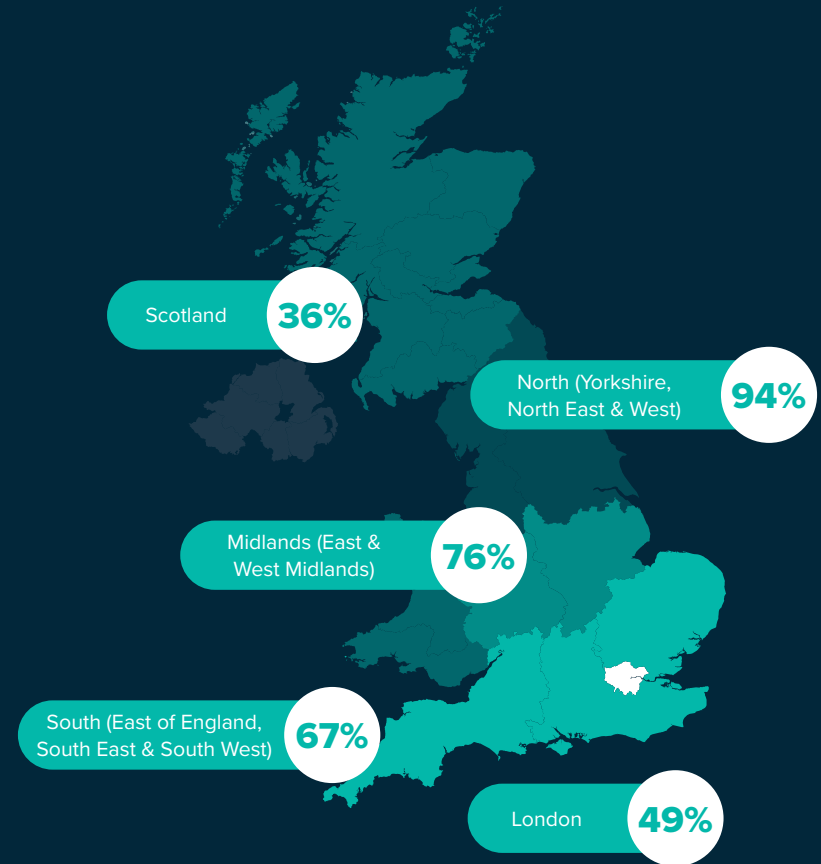 Scotland
36%
North (Yorkshire,
North East & West)
94%
Midlands (East &
West Midlands)
76%
South (East of England,
South East & South West)
67%
London
49%